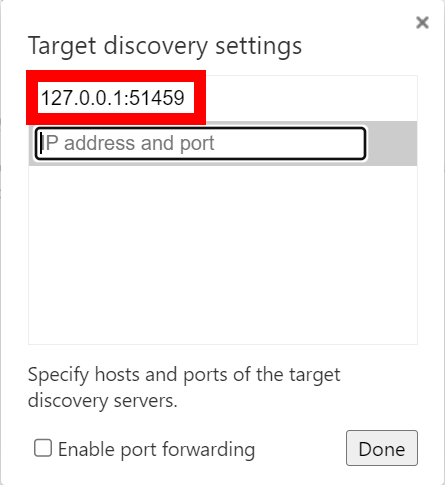 Target discovery settings
127.0.0.1:51459
IP address and port
Specify hosts and ports of the target
discovery servers.
Enable port forwarding
Done